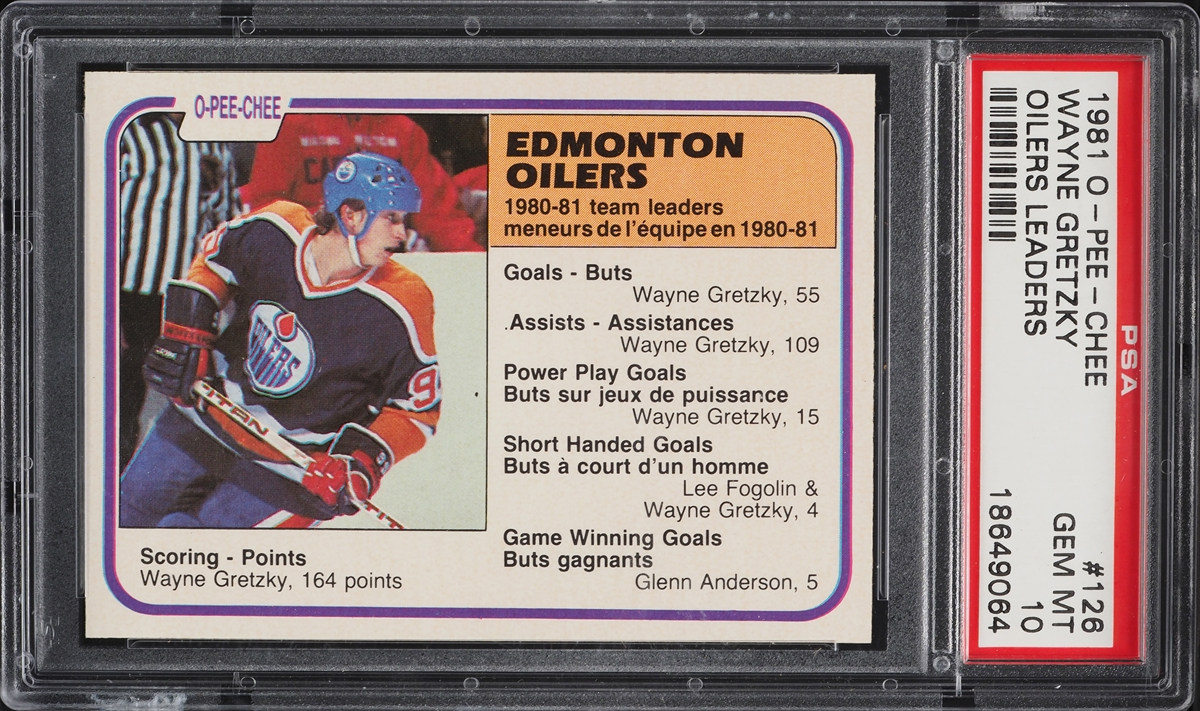 O-PEE-CHEE
EDMONTON
OILERS
1980-81 team leaders
meneurs de l'équipe en 1980-81
Goals - Buts
Wayne Gretzky, 55
Assists - Assistances
Wayne Gretzky, 109
Power Play Goals
Buts sur jeux de puissance
Wayne Gretzky, 15
Short Handed Goals
Buts à court d'un homme
Lee Fogolin &
Wayne Gretzky, 4
Game Winning Goals
Buts gagnants
Glenn Anderson, 5
Scoring - Points
Wayne Gretzky, 164 points
OILERS
9
TITAN
PSA
1981 O-PEE-CHEE #126
WAYNE GRETZKY GEM MT
OILERS LEADERS 10
18649064